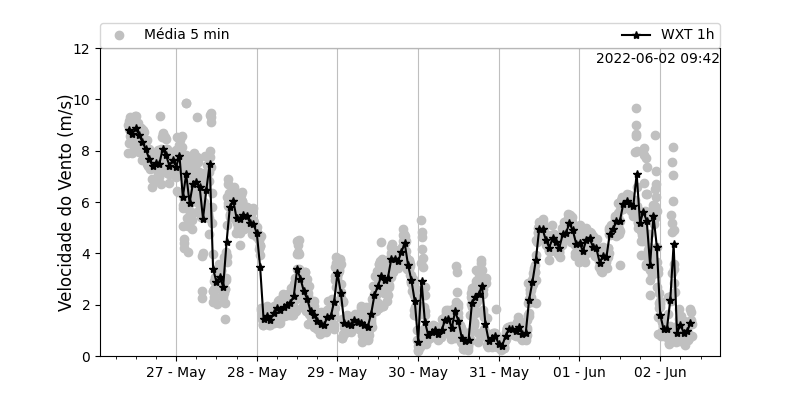 Média 5 min
WXT 1h
2022-06-02 09:42
Velocidade do Vento (m/s)
12
10
8
6
4
2
0
27 - May
28 - May
29 - May
30 - May
31 - May
01 - Jun
02 - Jun